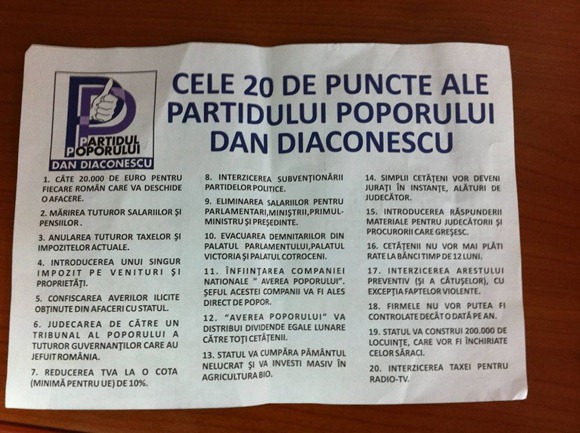 PARTIDUL
POPORULUI
DAN DIACONESCU
CELE 20 DE PUNCTE ALE
PARTIDULUI POPORULUI
DAN DIACONESCU
1. CÂTE 20.000 DE EURO PENTRU
FIECARE ROMÂN CARE VA DESCHIDE
O AFACERE.
2. MĂRIREA TUTUROR SALARIILOR ȘI
PENSIILOR.
3. ANULAREA TUTUROR TAXELOR ȘI
IMPOZITELOR ACTUALE.
4. INTRODUCEREA UNUI SINGUR
IMPOZIT PE VENITURI ȘI
PROPRIETĂȚI.
5. CONFISCAREA AVERILOR ILICITE
OBȚINUTE DIN AFACERI CU STATUL.
6. JUDECAREA DE CĂTRE UN
TRIBUNAL AL POPORULUI A
TUTUROR GUVERNANȚILOR CARE AU
JEFUIT ROMÂNIA.
7. REDUCEREA TVA LA O COTA
(MINIMĂ PENTRU UE) DE 10%.
8. INTERZICEREA SUBVENȚIONĂRII
PARTIDELOR POLITICE.
9. ELIMINAREA SALARIILOR PENTRU
PARLAMENTARI,MINIȘTRII,PRIMUL-
MINISTRU ȘI PREȘEDINTE.
10. EVACUAREA DEMNITARILOR DIN
PALATUL PARLAMENTULUI,PALATUL
VICTORIA ȘI PALATUL COTROCENI.
11. ÎNFIINȚAREA COMPANIEI
NATIONALE " AVEREA POPORULUI".
ȘEFUL ACESTEI COMPANII VA FI ALES
DIRECT DE POPOR.
12. "AVEREA POPORULUI" VA
DISTRIBUI DIVIDENDE EGALE LUNARE
CĂTRE TOȚI CETĂȚENII.
13. STATUL VA CUMPĂRA PĂMÂNTUL
NELUCRAT ȘI VA INVESTI MASIV ÎN
AGRICULTURA BIO.
14. SIMPLII CETĂȚENI VOR DEVENI
JURAȚI ÎN INSTANȚE, ALĂTURI DE
JUDECĂTOR.
15. INTRODUCEREA RĂSPUNDERII
MATERIALE PENTRU JUDECĂTORII ȘI
PROCURORII CARE GREȘESC.
16. CETĂȚENII NU VOR MAI PLĂTI
RATE LA BĂNCI TIMP DE 12 LUNI.
17. INTERZICEREA ARESTULUI
PREVENTIV (ȘI A CĂTUȘELOR), CU
EXCEPȚIA FAPTELOR VIOLENTE.
18. FIRMELE NU VOR PUTEA FI
CONTROLATE DECÂT O DATĂ PE AN.
19. STATUL VA CONSTRUI 200.000 DE
LOCUINȚE, CARE VOR FI ÎNCHIRIATE
CELOR SĂRACI.
20. INTERZICEREA TAXEI PENTRU
RADIO-TV.